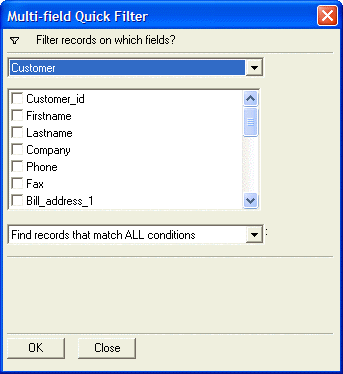 Multi-field Quick Filter
Filter records on which fields?
Customer
Customer_id
Firstname
Lastname
Company
Phone
Fax
Bill_address_1
Find records that match ALL conditions :
OK Close